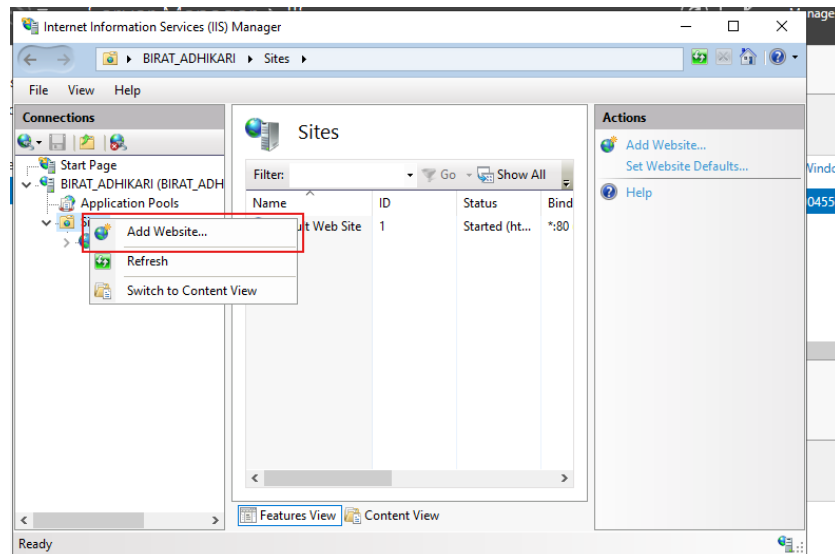 Internet Information Services (IIS) Manager
BIRAT_ADHIKARI Sites
File View Help
Connections
Start Page
BIRAT_ADHIKARI (BIRAT_ADH
Application Pools
Add Website...
Refresh
Switch to Content View
Sites
Filter: Go Show All
Name ID Status Bind
Web Site 1 Started (ht... *:80
Features View Content View
Actions
Add Website...
Set Website Defaults...
Help
0455
Ready